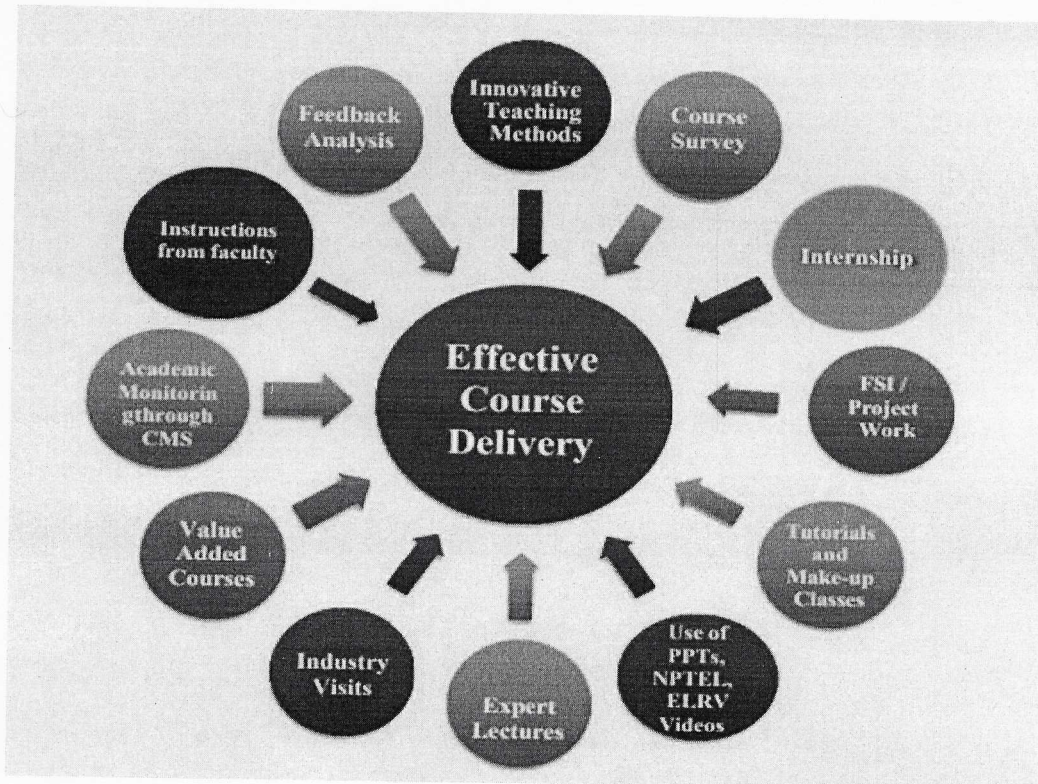 Innovative
Teaching
Methods
Course
Survey
Internship
FSI /
Project
Work
Tutorials
and
Make-up
Classes
Use of
PPTs,
NPTEL,
ELRV
Videos
Expert
Lectures
Industry
Visits
Value
Added
Courses
Academic
Monitorin
gthrough
CMS
Instructions
from faculty
Feedback
Analysis
Effective
Course
Delivery